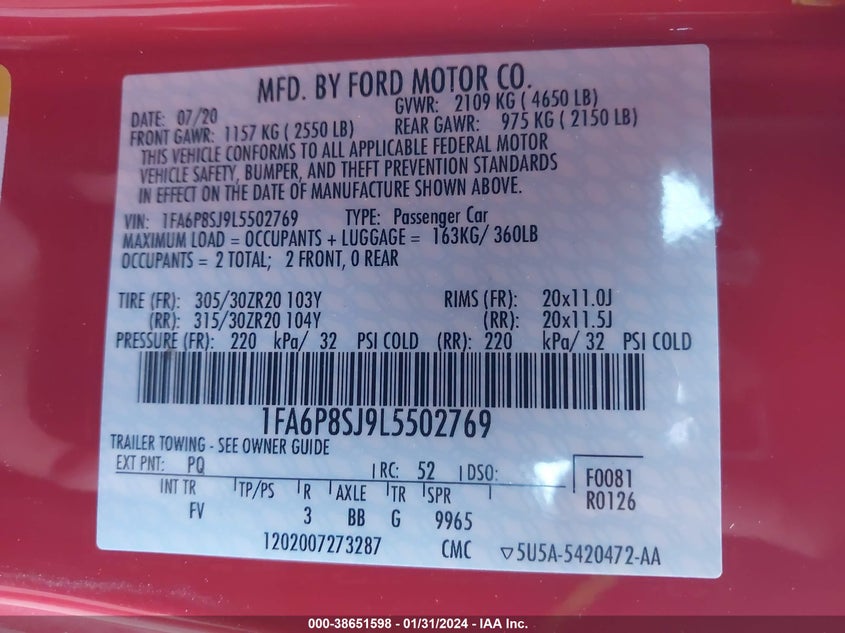 MFD. BY FORD MOTOR CO.
DATE: 07/20 GVWR: 2109 KG ( 4650 LB)
FRONT GAWR: 1157 KG ( 2550 LB) REAR GAWR: 975 KG ( 2150 LB)
THIS VEHICLE CONFORMS TO ALL APPLICABLE FEDERAL MOTOR
VEHICLE SAFETY, BUMPER, AND THEFT PREVENTION STANDARDS
IN EFFECT ON THE DATE OF MANUFACTURE SHOWN ABOVE.
VIN: 1FA6P8SJ9L5502769 TYPE: Passenger Car
MAXIMUM LOAD = OCCUPANTS + LUGGAGE = 163KG/ 360LB
OCCUPANTS = 2 TOTAL; 2 FRONT, 0 REAR
TIRE (FR): 305/30ZR20 103Y RIMS (FR): 20x11.0J
(RR): 315/30ZR20 104Y (RR): 20x11.5J
PRESSURE (FR): 220 kPa/ 32 PSI COLD (RR): 220 kPa/ 32 PSI COLD
1FA6P8SJ9L5502769
TRAILER TOWING - SEE OWNER GUIDE
EXT PNT: PQ RC: 52 DSO: F0081
INT TR TP/PS R AXLE TR SPR R0126
FV 3 BB G 9965
1202007273287 CMC ▽5U5A-5420472-AA
000-38651598 - 01/31/2024 - IAA Inc.